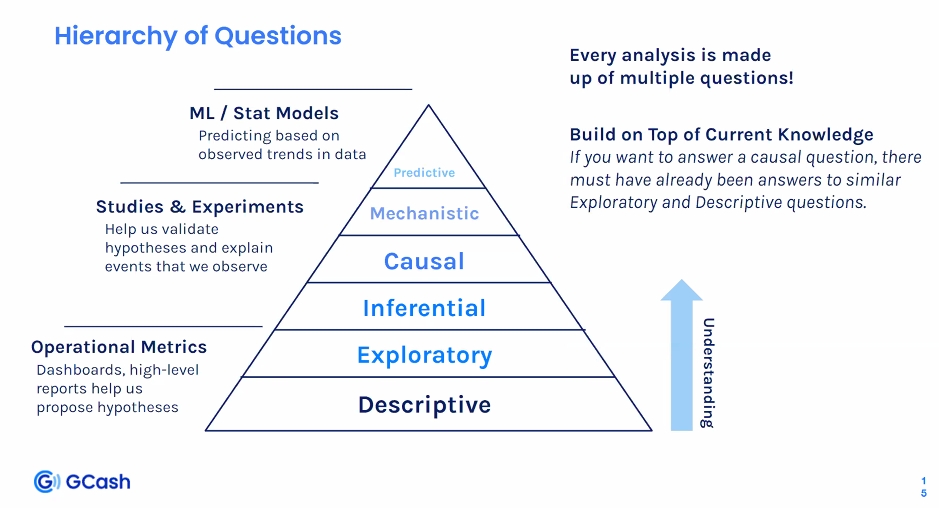 Hierarchy of Questions
Every analysis is made
up of multiple questions!
Build on Top of Current Knowledge
If you want to answer a causal question, there
must have already been answers to similar
Exploratory and Descriptive questions.
ML / Stat Models
Predicting based on
observed trends in data
Studies & Experiments
Help us validate
hypotheses and explain
events that we observe
Operational Metrics
Dashboards, high-level
reports help us
propose hypotheses
Predictive
Mechanistic
Causal
Inferential
Exploratory
Descriptive
Understanding
GCash
1
5